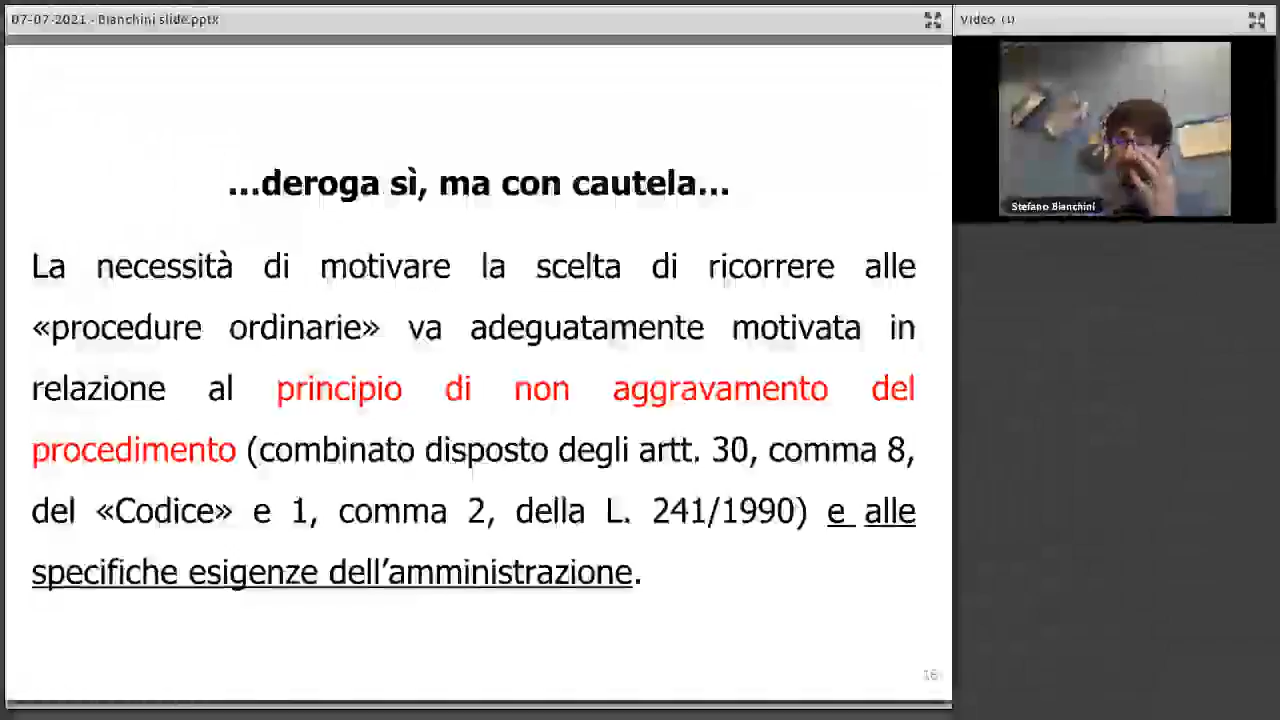 07-07-2021 - Bianchini slide.pptx
Video (1)
Stefano Bianchini
...deroga sì, ma con cautela...
La necessità di motivare la scelta di ricorrere alle
«procedure ordinarie» va adeguatamente motivata in
relazione al principio di non aggravamento del
procedimento (combinato disposto degli artt. 30, comma 8,
del «Codice» e 1, comma 2, della L. 241/1990) e alle
specifiche esigenze dell'amministrazione.
16